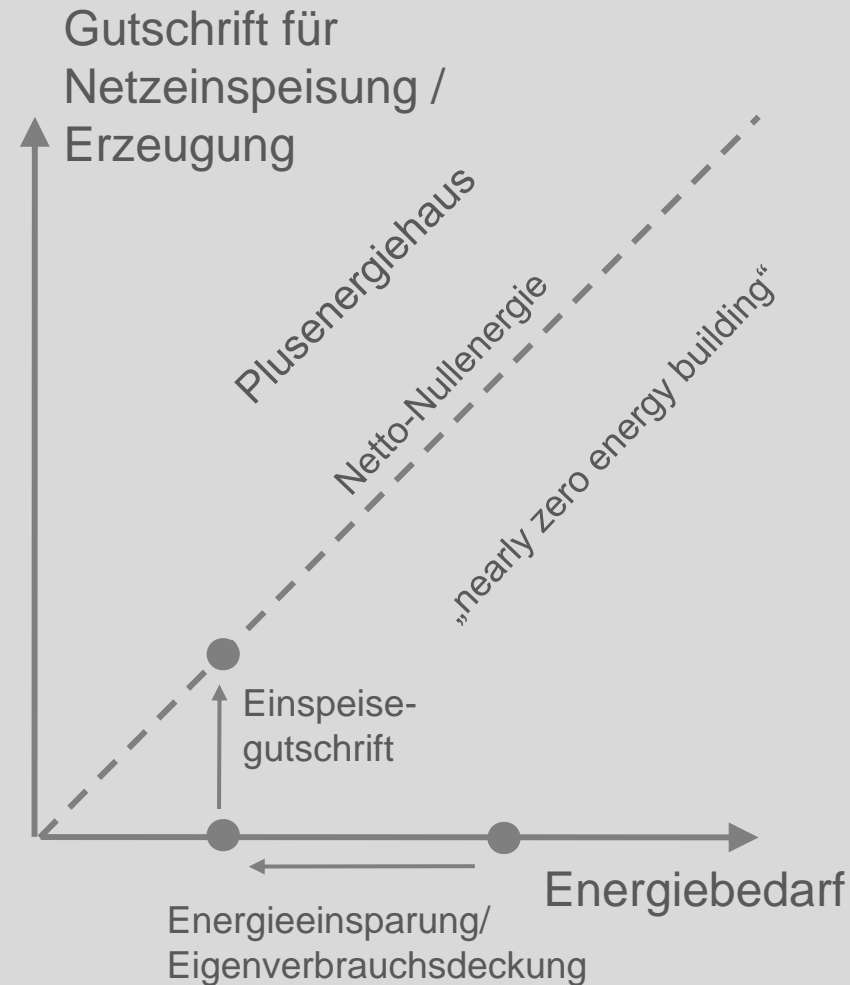 Gutschrift für
Netzeinspeisung /
Erzeugung
Plusenergiehaus
Netto-Nullenergie
„nearly zero energy building“
Einspeise-
gutschrift
Energiebedarf
Energieeinsparung/
Eigenverbrauchsdeckung